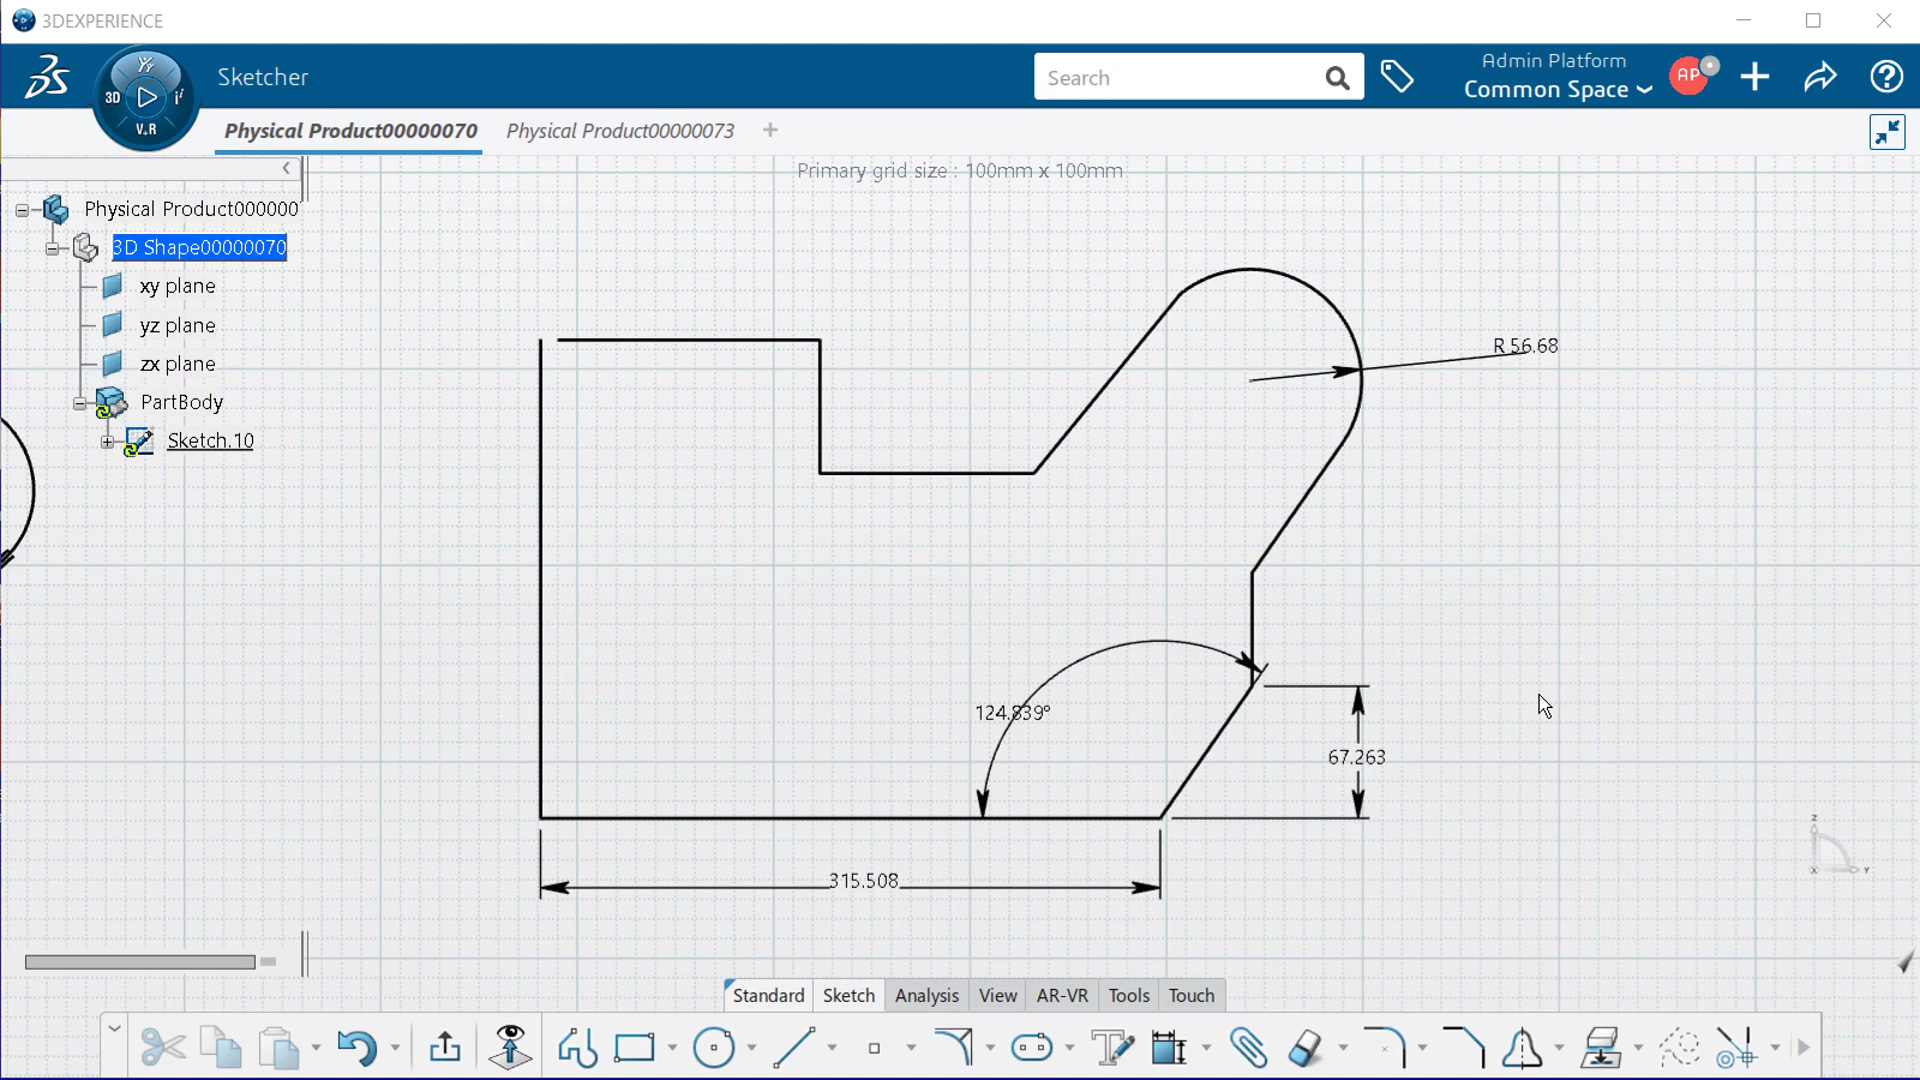 3DEXPERIENCE
3D
i²
V.R
Sketcher
Search
Admin Platform
Common Space
AP
Physical Product00000070
Physical Product00000073
Primary grid size : 100mm x 100mm
Physical Product000000
3D Shape00000070
xy plane
yz plane
zx plane
PartBody
Sketch.10
R 56.68
124.839°
67.263
315.508
Z
X
Y
Standard
Sketch
Analysis
View
AR-VR
Tools
Touch